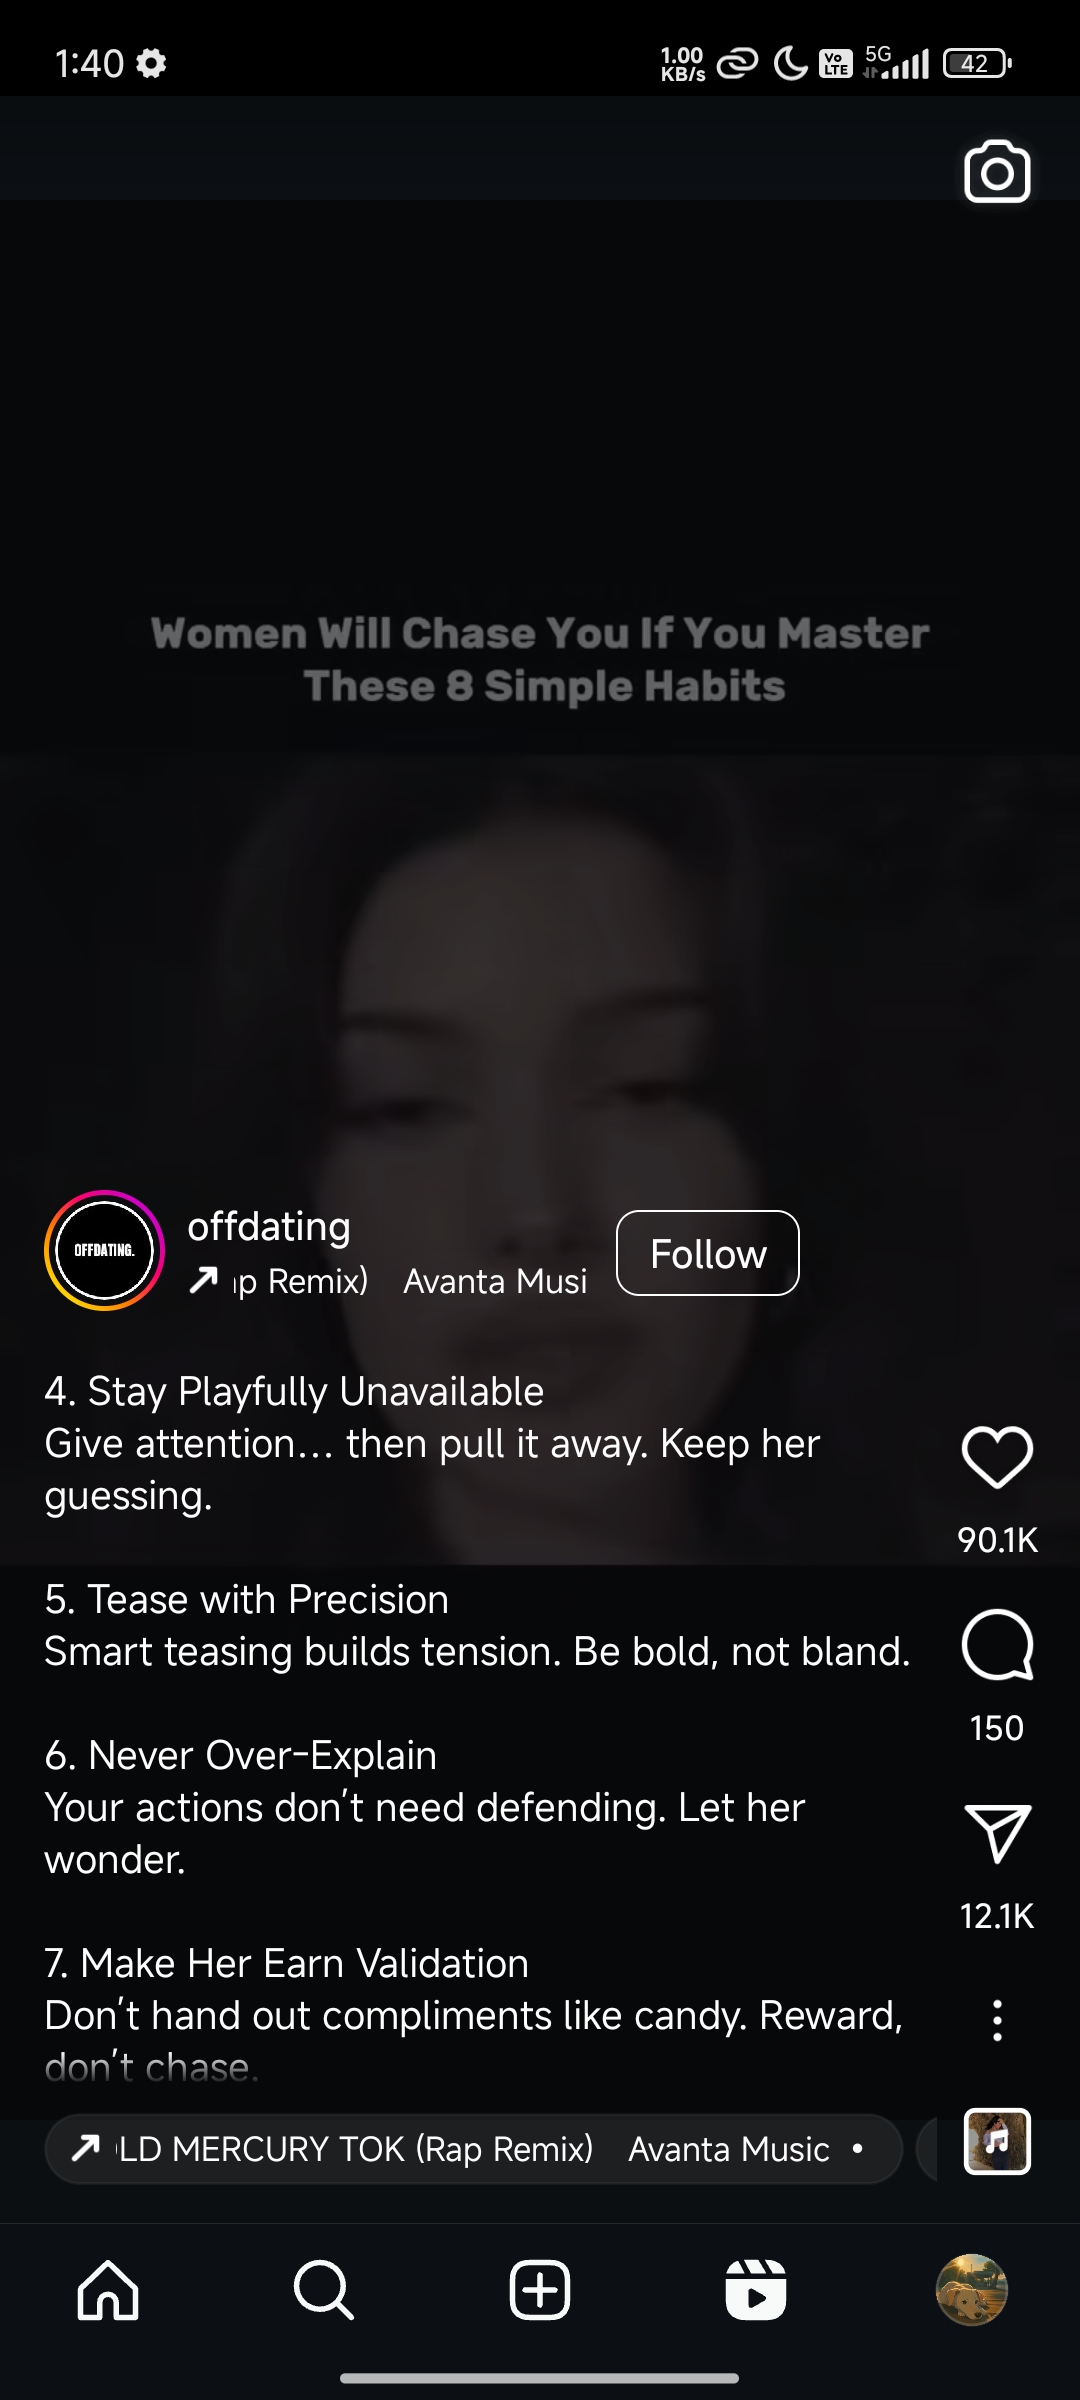 1:40
1.00
KB/s
Vo
LTE
5G
42
Women Will Chase You If You Master
These 8 Simple Habits
OFFDATING.
offdating
Follow
ap Remix) Avanta Musi
4. Stay Playfully Unavailable
Give attention... then pull it away. Keep her
guessing.
5. Tease with Precision
Smart teasing builds tension. Be bold, not bland.
6. Never Over-Explain
Your actions don't need defending. Let her
wonder.
7. Make Her Earn Validation
Don't hand out compliments like candy. Reward,
don't chase.
90.1K
150
12.1K
LD MERCURY TOK (Rap Remix) Avanta Music •